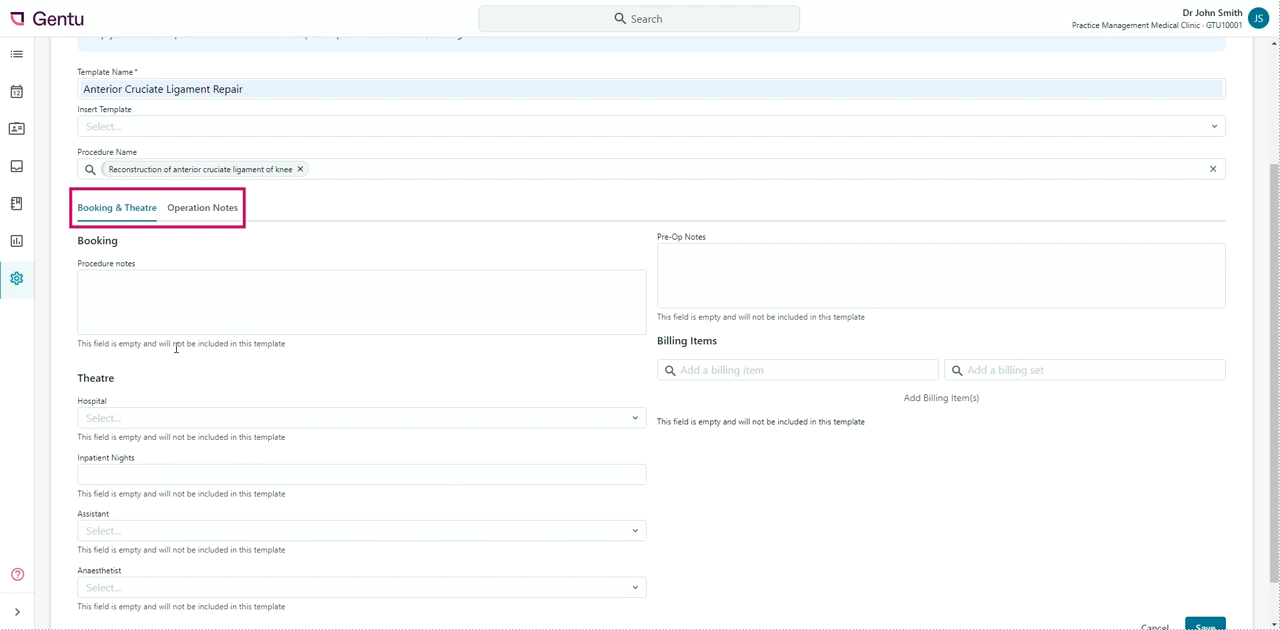 Gentu
Search
Dr John Smith
Practice Management Medical Clinic - GTU10001
JS
Template Name*
Anterior Cruciate Ligament Repair
Insert Template
Select...
Procedure Name
Reconstruction of anterior cruciate ligament of knee
Booking & Theatre Operation Notes
Booking
Procedure notes
This field is empty and will not be included in this template
Theatre
Hospital
Select...
This field is empty and will not be included in this template
Inpatient Nights
This field is empty and will not be included in this template
Assistant
Select...
This field is empty and will not be included in this template
Anaesthetist
Select...
This field is empty and will not be included in this template
Pre-Op Notes
This field is empty and will not be included in this template
Billing Items
Add a billing item
Add a billing set
Add Billing Item(s)
This field is empty and will not be included in this template
Cancel
Save
12